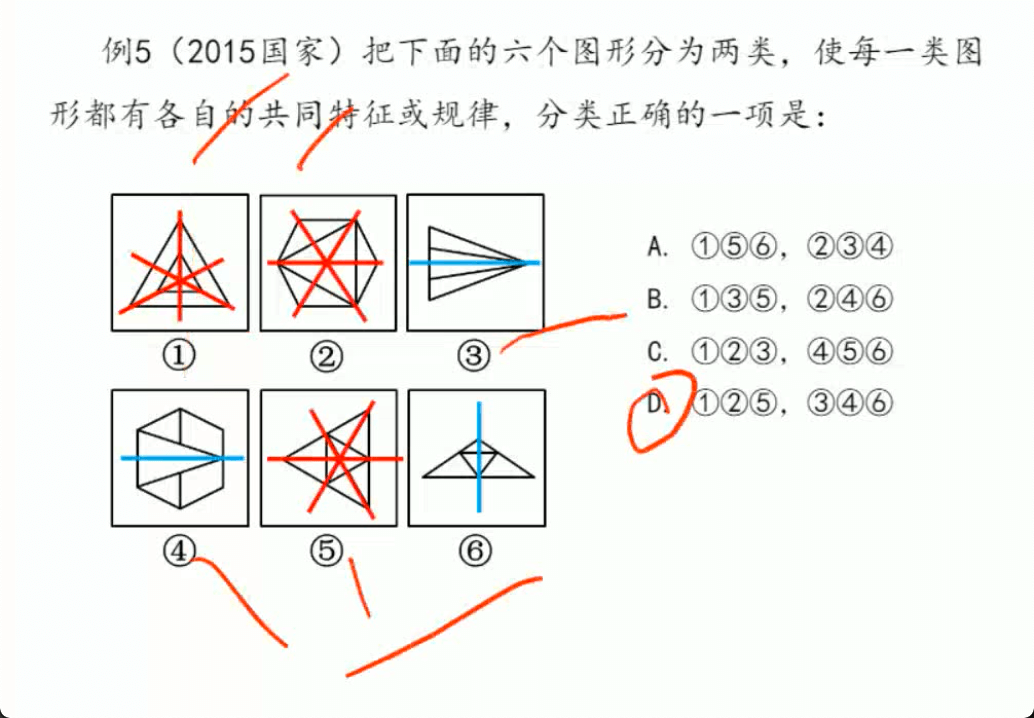 例5（2015国家）把下面的六个图形分为两类，使每一类图
形都有各自的共同特征或规律，分类正确的一项是：
① ② ③
④ ⑤ ⑥
A. ①⑤⑥，②③④
B. ①③⑤，②④⑥
C. ①②③，④⑤⑥
D. ①②⑤，③④⑥